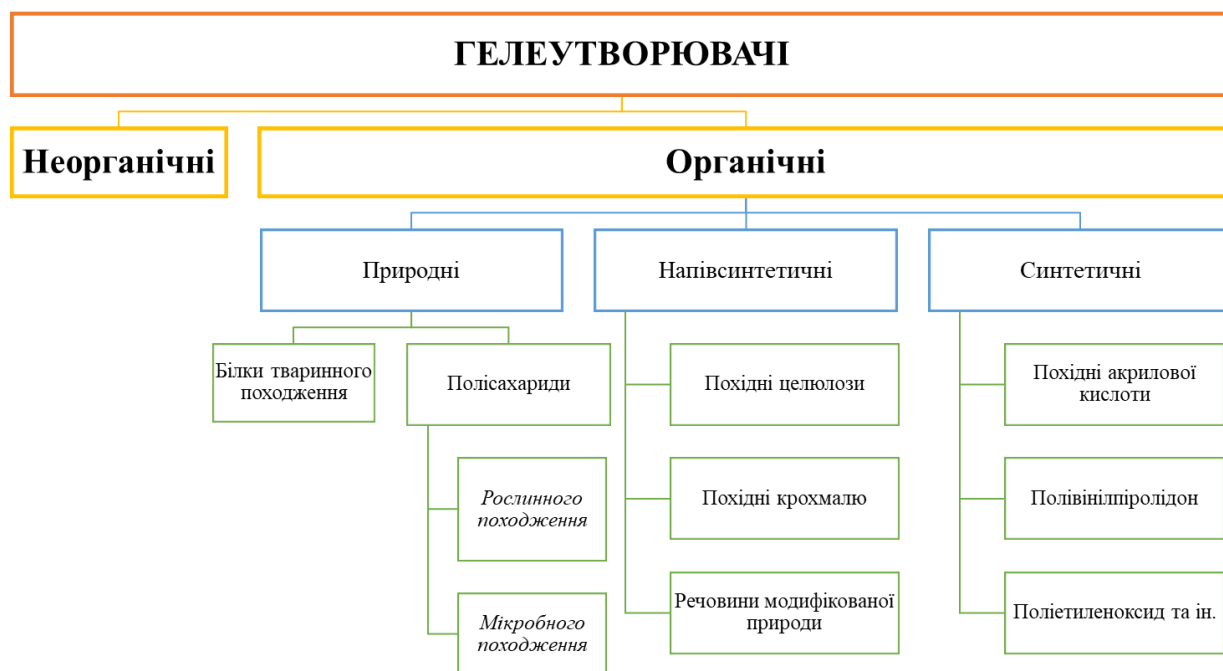 ГЕЛЕУТВОРЮВАЧІ
Неорганічні
Органічні
Природні
Напівсинтетичні
Синтетичні
Білки тваринного
походження
Полісахариди
Рослинного
походження
Мікробного
походження
Похідні целюлози
Похідні крохмалю
Речовини модифікованої
природи
Похідні акрилової
кислоти
Полівінілпіролідон
Поліетиленоксид та ін.